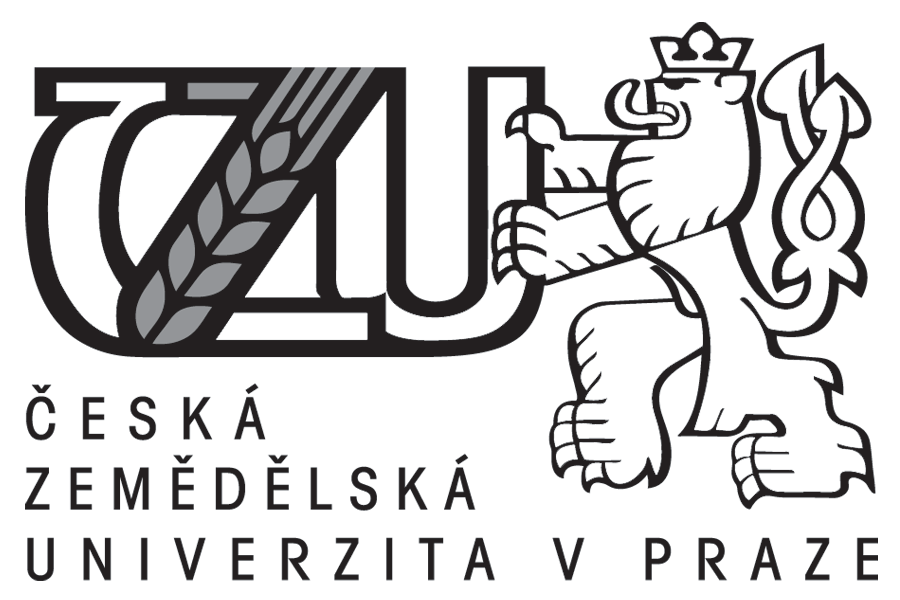 ČZU
ČESKÁ
ZEMĚDĚLSKÁ
UNIVERZITA V PRAZE